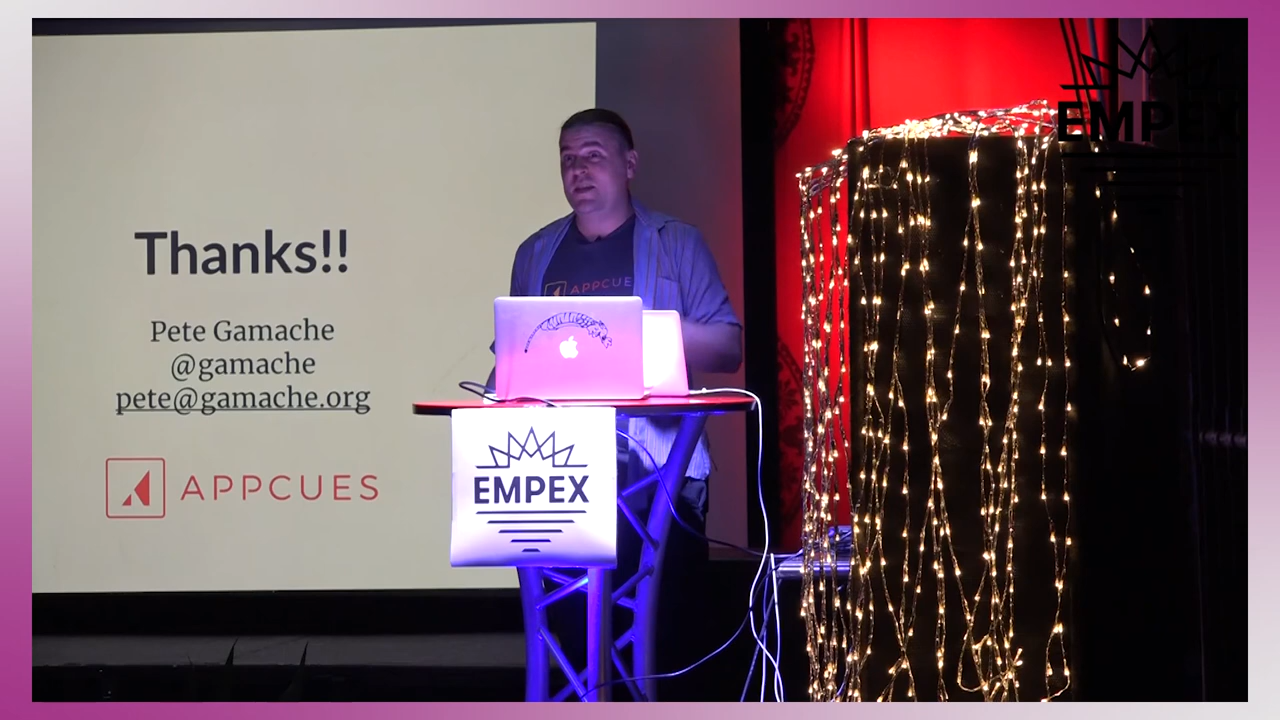 Thanks!!
Pete Gamache
@gamache
pete@gamache.org
APPCUES
APPCUES
EMPEX
EMPEX